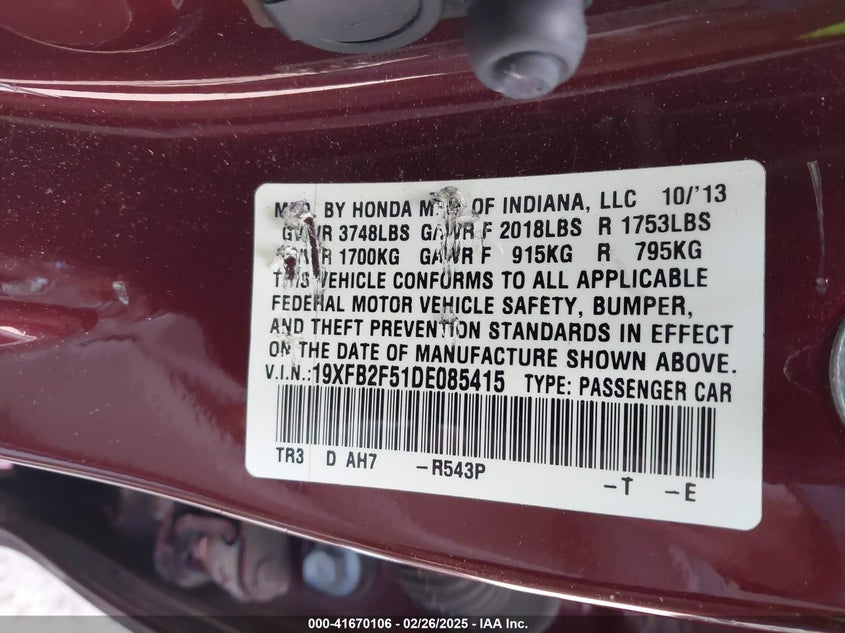 MFD. BY HONDA MFG. OF INDIANA, LLC 10/'13
GVWR 3748LBS GAWR F 2018LBS R 1753LBS
GVWR 1700KG GAWR F 915KG R 795KG
THIS VEHICLE CONFORMS TO ALL APPLICABLE
FEDERAL MOTOR VEHICLE SAFETY, BUMPER,
AND THEFT PREVENTION STANDARDS IN EFFECT
ON THE DATE OF MANUFACTURE SHOWN ABOVE.
V.I.N.:19XFB2F51DE085415 TYPE: PASSENGER CAR
TR3 D AH7 -R543P
-T -E
000-41670106 - 02/26/2025 - IAA Inc.